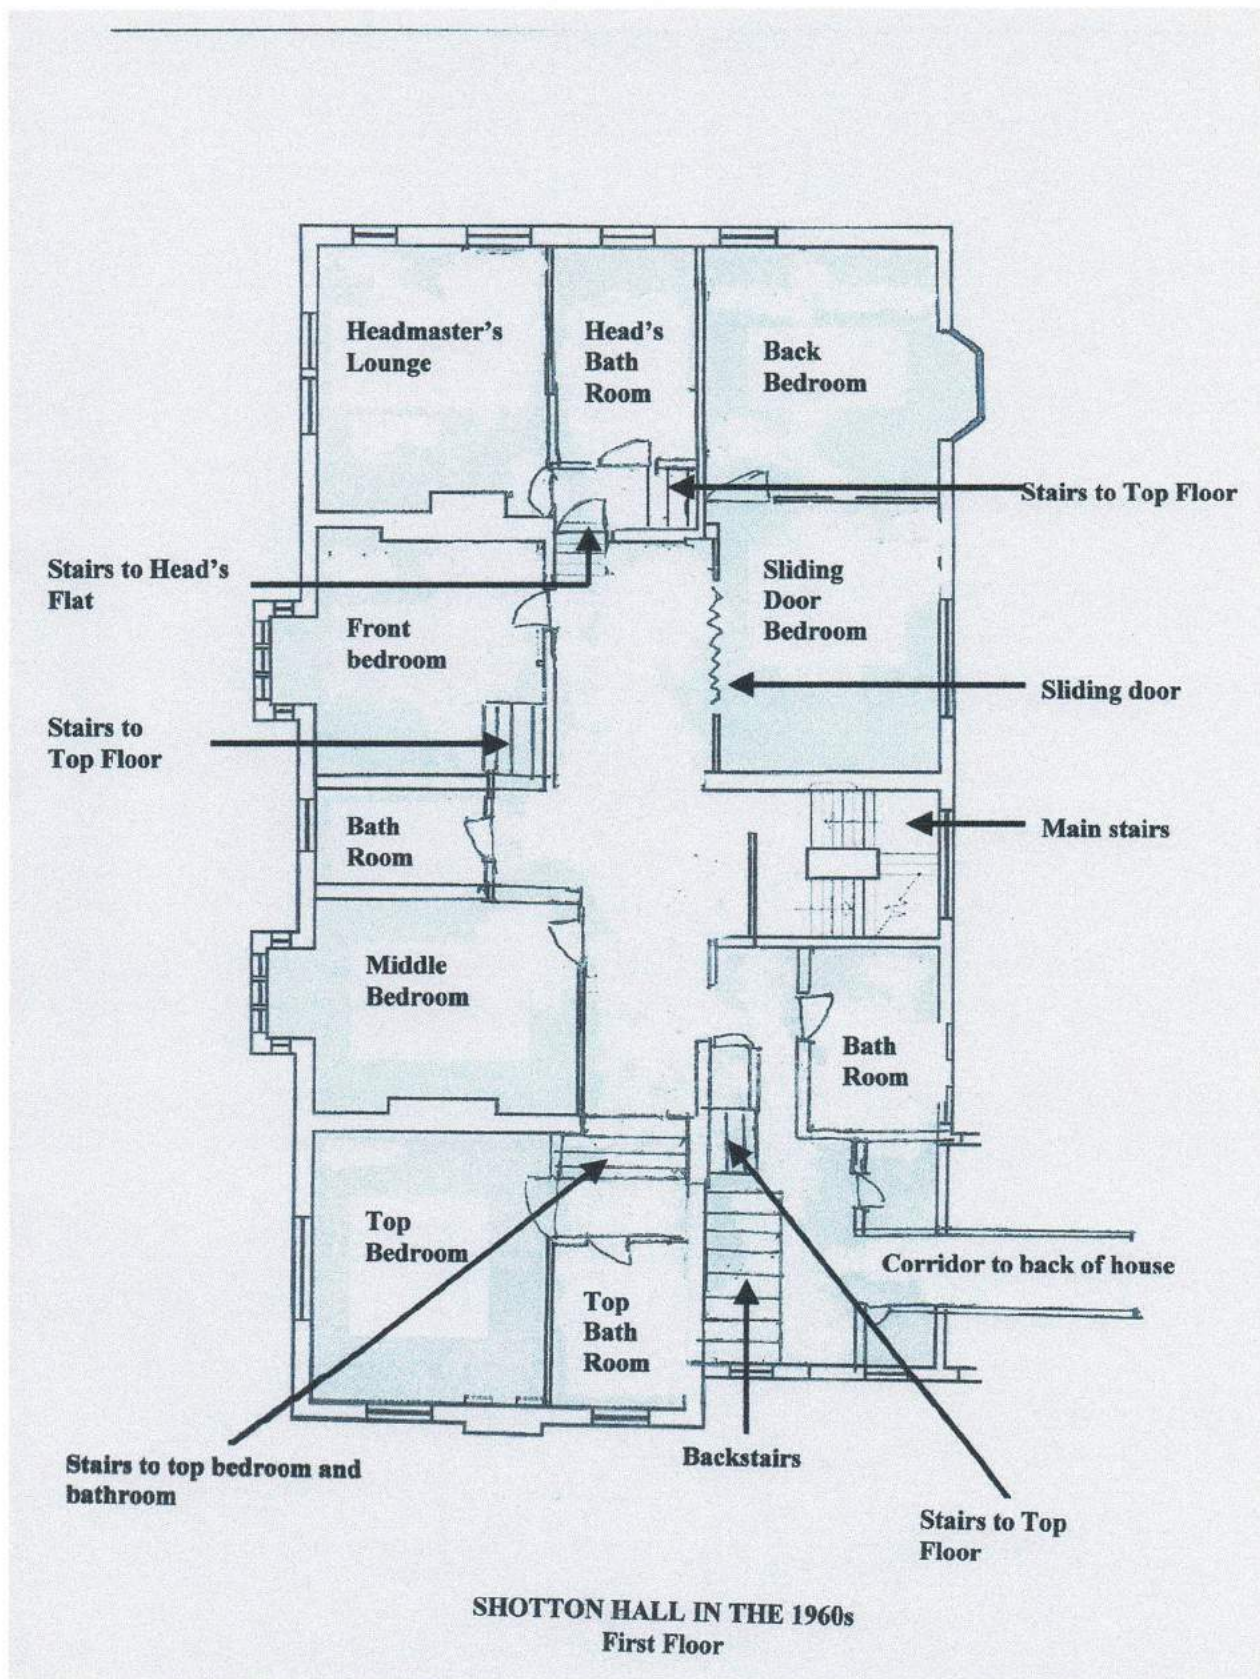 Headmaster's
Lounge
Head's
Bath
Room
Back
Bedroom
Stairs to Top Floor
Stairs to Head's
Flat
Sliding
Door
Bedroom
Front
bedroom
Sliding door
Stairs to
Top Floor
Bath
Room
Main stairs
Middle
Bedroom
Bath
Room
Top
Bedroom
Corridor to back of house
Top
Bath
Room
Stairs to top bedroom and
bathroom
Backstairs
Stairs to Top
Floor
SHOTTON HALL IN THE 1960s
First Floor